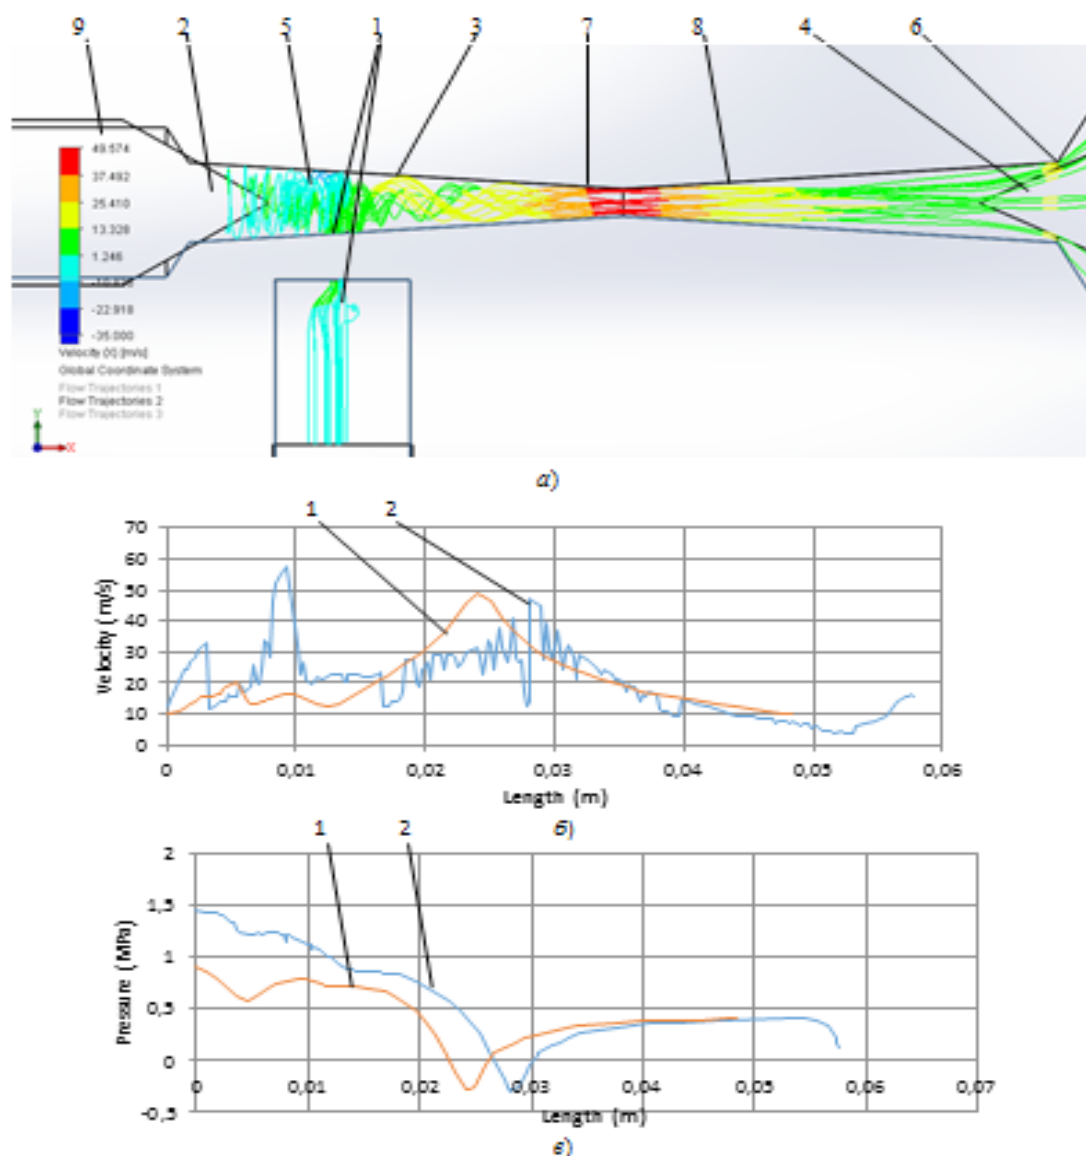 9 2 5 1 3 7 8 4 6
49.574
37.492
25.410
13.328
1.246
-22.918
-35.000
Velocity (X) [m/s]
Global Coordinate System
Flow Trajectories 1
Flow Trajectories 2
Flow Trajectories 3
Y
X
а)
1 2
70
60
50
40
30
20
10
0
Velocity (m/s)
0 0,01 0,02 0,03 0,04 0,05 0,06
Length (m)
б)
1 2
2
1,5
1
0,5
0
-0,5
Pressure (MPa)
0 0,01 0,02 0,03 0,04 0,05 0,06 0,07
Length (m)
в)